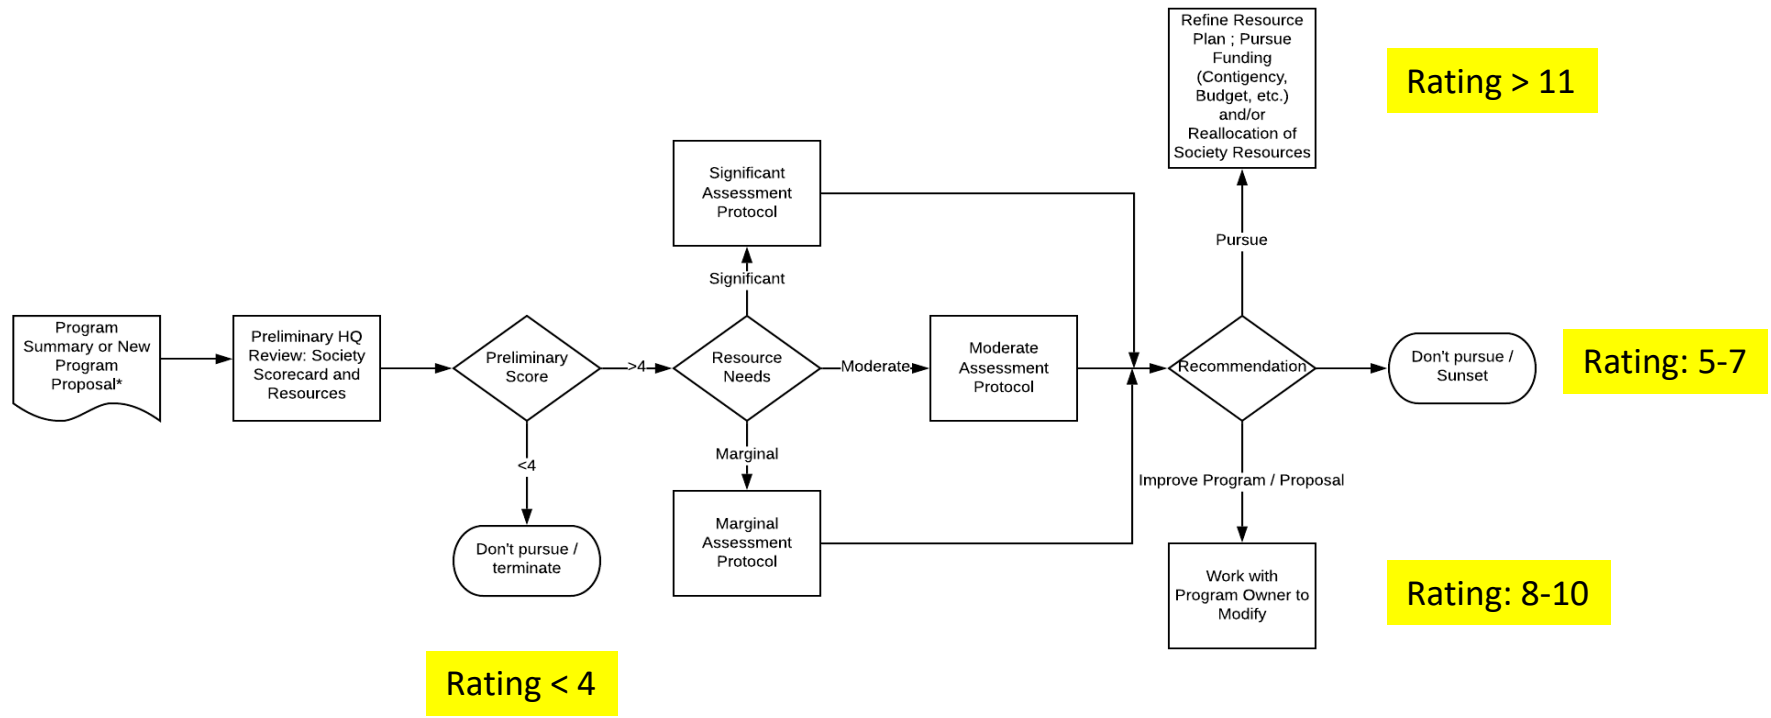 Refine Resource
Plan ; Pursue
Funding
(Contigency,
Budget, etc.)
and/or
Reallocation of
Society Resources
Rating > 11
Significant
Assessment
Protocol
Pursue
Significant
Program
Summary or New
Program
Proposal*
Preliminary HQ
Review: Society
Scorecard and
Resources
Preliminary
Score
>4
Resource
Needs
Moderate
Moderate
Assessment
Protocol
Recommendation
Don't pursue /
Sunset
Rating: 5-7
<4
Marginal
Improve Program / Proposal
Don't pursue /
terminate
Marginal
Assessment
Protocol
Work with
Program Owner to
Modify
Rating: 8-10
Rating < 4